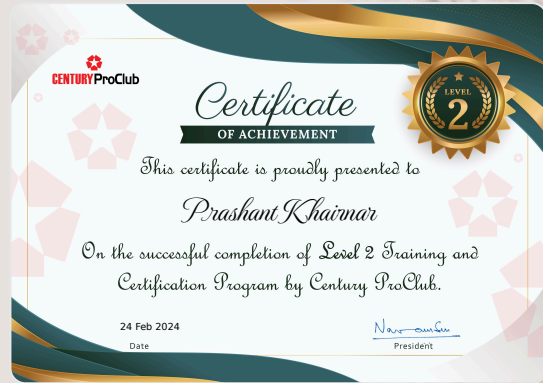 CENTURY ProClub
LEVEL
2
Certificate
OF ACHIEVEMENT
This certificate is proudly presented to
Prashant Khairnar
On the successful completion of Level 2 Training and
Certification Program by Century ProClub.
24 Feb 2024
Date
President